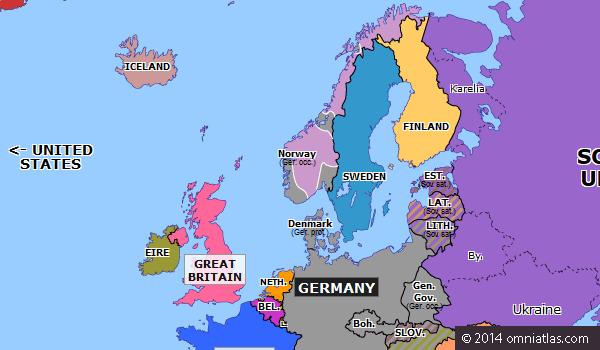 ICELAND
<- UNITED
STATES
Karelia
FINLAND
Norway
(Ger. occ.)
SWEDEN
SO
U
EST.
(Sov. sat.)
LAT.
(Sov. sat.)
LITH.
(Sov. sat.)
Denmark
(Ger. prot.)
EIRE
GREAT
BRITAIN
By.
NETH.
GERMANY
BEL.
L.
Gen.
Gov.
(Ger. occ.)
Ukraine
Boh.
SLOV.
© 2014 omniatlas.com